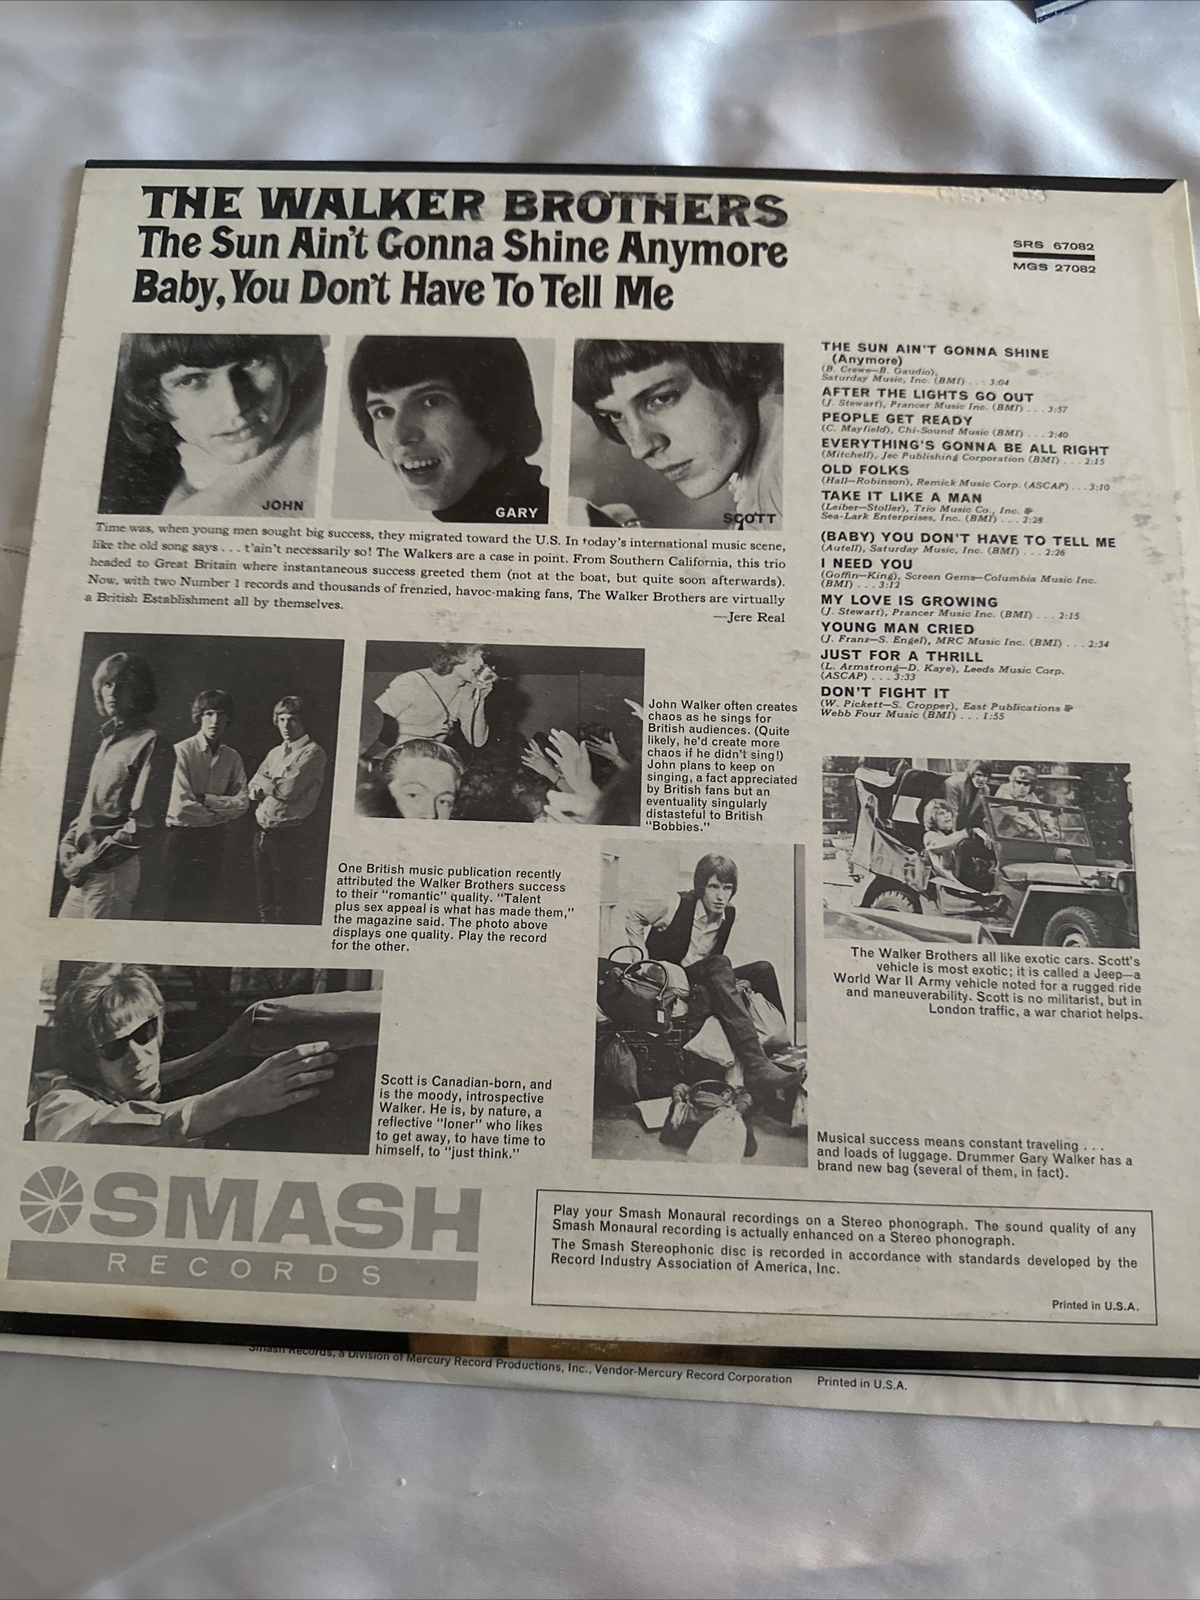 THE WALKER BROTHERS
The Sun Ain't Gonna Shine Anymore
Baby, You Don't Have To Tell Me
SRS 67082
MGS 27082
JOHN
GARY
SCOTT
Time was, when young men sought big success, they migrated toward the U.S. In today's international music scene,
like the old song says . . . t'ain't necessarily so! The Walkers are a case in point. From Southern California, this trio
headed to Great Britain where instantaneous success greeted them (not at the boat, but quite soon afterwards).
Now, with two Number 1 records and thousands of frenzied, havoc-making fans, The Walker Brothers are virtually
a British Establishment all by themselves.
—Jere Real
THE SUN AIN'T GONNA SHINE
(Anymore)
(B. Crewe—B. Gaudio),
Saturday Music, Inc. (BMI) . . . 3:04
AFTER THE LIGHTS GO OUT
(J. Stewart), Prancer Music Inc. (BMI) . . . 3:57
PEOPLE GET READY
(C. Mayfield), Chi-Sound Music (BMI) . . . 2:40
EVERYTHING'S GONNA BE ALL RIGHT
(Mitchell), Jec Publishing Corporation (BMI) . . . 2:15
OLD FOLKS
(Hall—Robinson), Remick Music Corp. (ASCAP) . . . 3:10
TAKE IT LIKE A MAN
(Leiber—Stoller), Trio Music Co., Inc. &
Sea-Lark Enterprises, Inc. (BMI) . . . 2:28
(BABY) YOU DON'T HAVE TO TELL ME
(Autell), Saturday Music, Inc. (BMI) . . . 2:26
I NEED YOU
(Goffin—King), Screen Gems—Columbia Music Inc.
(BMI) . . . 3:12
MY LOVE IS GROWING
(J. Stewart), Prancer Music Inc. (BMI) . . . 2:15
YOUNG MAN CRIED
(J. Franz—S. Engel), MRC Music Inc. (BMI) . . . 2:34
JUST FOR A THRILL
(L. Armstrong—D. Kaye), Leeds Music Corp.
(ASCAP) . . . 3:33
DON'T FIGHT IT
(W. Pickett—S. Cropper), East Publications &
Webb Four Music (BMI) . . . 1:55
John Walker often creates
chaos as he sings for
British audiences. (Quite
likely, he'd create more
chaos if he didn't sing!)
John plans to keep on
singing, a fact appreciated
by British fans but an
eventuality singularly
distasteful to British
"Bobbies."
One British music publication recently
attributed the Walker Brothers success
to their "romantic" quality. "Talent
plus sex appeal is what has made them,"
the magazine said. The photo above
displays one quality. Play the record
for the other.
The Walker Brothers all like exotic cars. Scott's
vehicle is most exotic; it is called a Jeep—a
World War II Army vehicle noted for a rugged ride
and maneuverability. Scott is no militarist, but in
London traffic, a war chariot helps.
Scott is Canadian-born, and
is the moody, introspective
Walker. He is, by nature, a
reflective "loner" who likes
to get away, to have time to
himself, to "just think."
Musical success means constant traveling . . .
and loads of luggage. Drummer Gary Walker has a
brand new bag (several of them, in fact).
SMASH
RECORDS
Play your Smash Monaural recordings on a Stereo phonograph. The sound quality of any
Smash Monaural recording is actually enhanced on a Stereo phonograph.
The Smash Stereophonic disc is recorded in accordance with standards developed by the
Record Industry Association of America, Inc.
Printed in U.S.A.
Smash Records, a Division of Mercury Record Productions, Inc., Vendor-Mercury Record Corporation Printed in U.S.A.